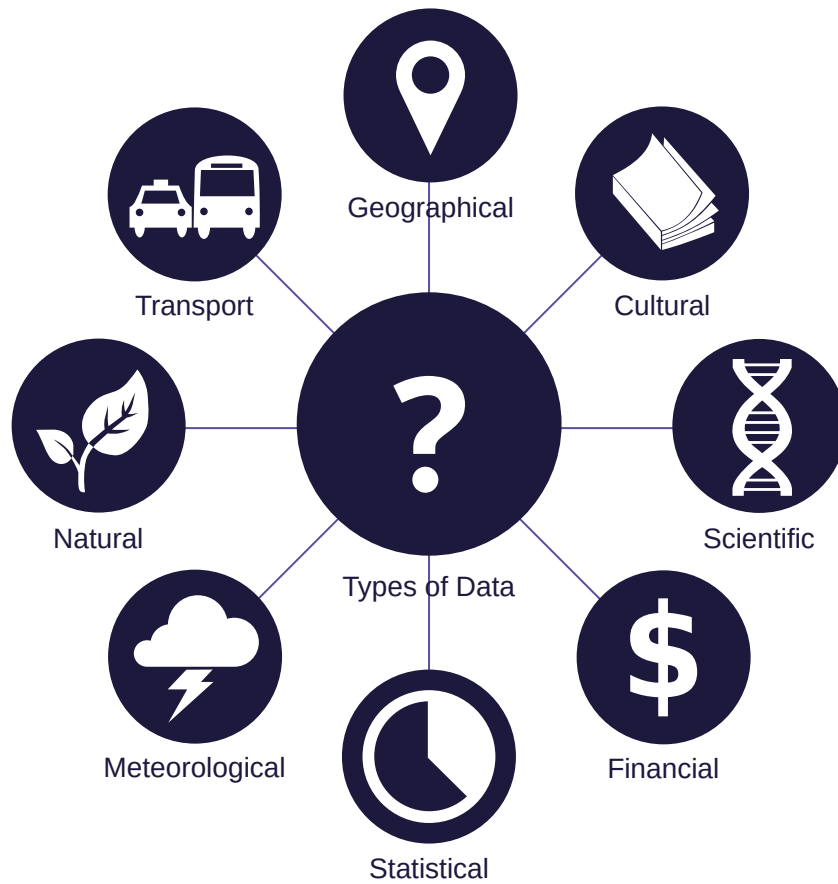 Geographical
Transport
Cultural
?
Natural
Scientific
Types of Data
$
Meteorological
Financial
Statistical